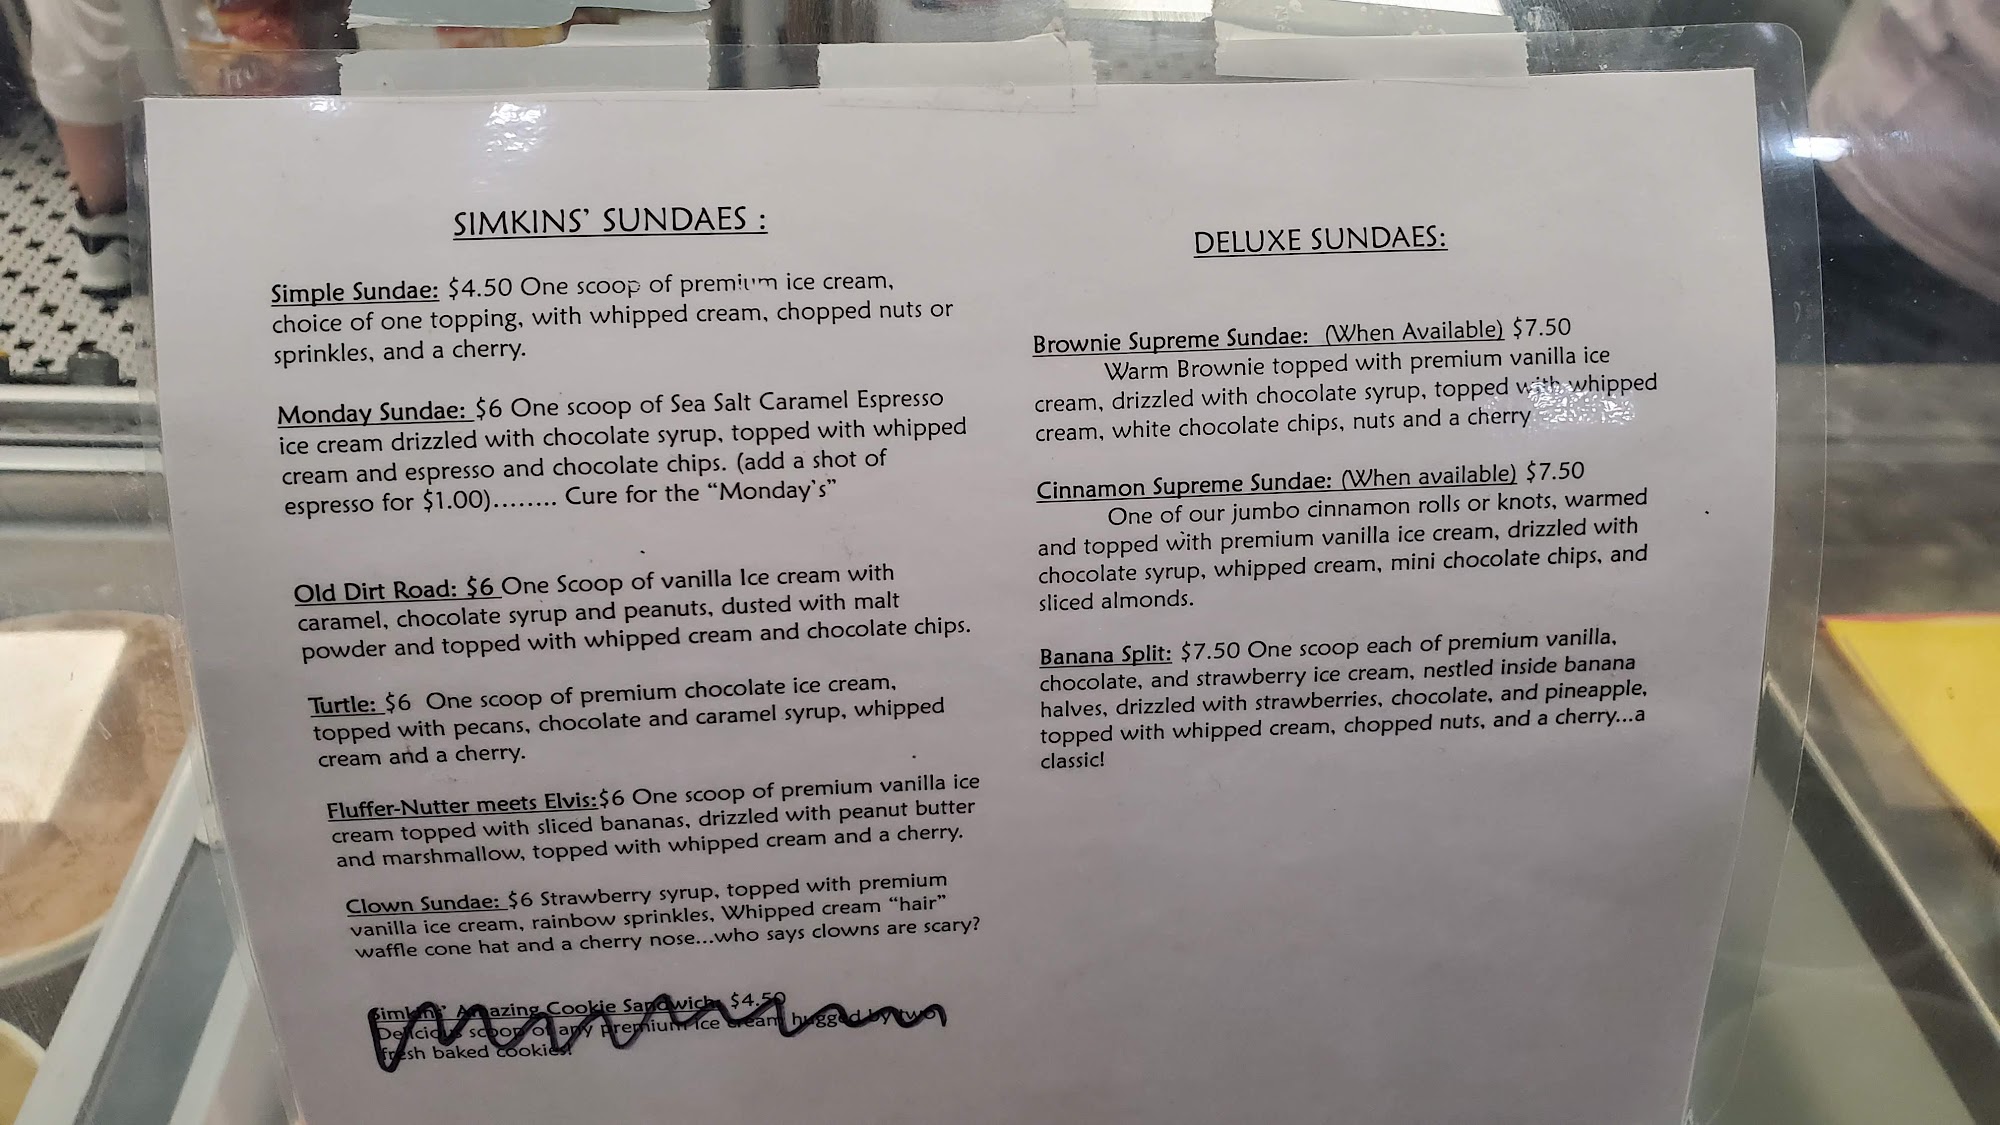 SIMKINS' SUNDAES :
Simple Sundae: $4.50 One scoop of premium ice cream,
choice of one topping, with whipped cream, chopped nuts or
sprinkles, and a cherry.
Monday Sundae: $6 One scoop of Sea Salt Caramel Espresso
ice cream drizzled with chocolate syrup, topped with whipped
cream and espresso and chocolate chips. (add a shot of
espresso for $1.00)........ Cure for the “Monday's”
Old Dirt Road: $6 One Scoop of vanilla Ice cream with
caramel, chocolate syrup and peanuts, dusted with malt
powder and topped with whipped cream and chocolate chips.
Turtle: $6 One scoop of premium chocolate ice cream,
topped with pecans, chocolate and caramel syrup, whipped
cream and a cherry.
Fluffer-Nutter meets Elvis:$6 One scoop of premium vanilla ice
cream topped with sliced bananas, drizzled with peanut butter
and marshmallow, topped with whipped cream and a cherry.
Clown Sundae: $6 Strawberry syrup, topped with premium
vanilla ice cream, rainbow sprinkles, Whipped cream “hair”
waffle cone hat and a cherry nose...who says clowns are scary?
Simkins' Amazing Cookie Sandwich: $4.50
Delicious scoop of any premium ice cream hugged by two
fresh baked cookies!
DELUXE SUNDAES:
Brownie Supreme Sundae: (When Available) $7.50
Warm Brownie topped with premium vanilla ice
cream, drizzled with chocolate syrup, topped with whipped
cream, white chocolate chips, nuts and a cherry
Cinnamon Supreme Sundae: (When available) $7.50
One of our jumbo cinnamon rolls or knots, warmed
and topped with premium vanilla ice cream, drizzled with
chocolate syrup, whipped cream, mini chocolate chips, and
sliced almonds.
Banana Split: $7.50 One scoop each of premium vanilla,
chocolate, and strawberry ice cream, nestled inside banana
halves, drizzled with strawberries, chocolate, and pineapple,
topped with whipped cream, chopped nuts, and a cherry...a
classic!